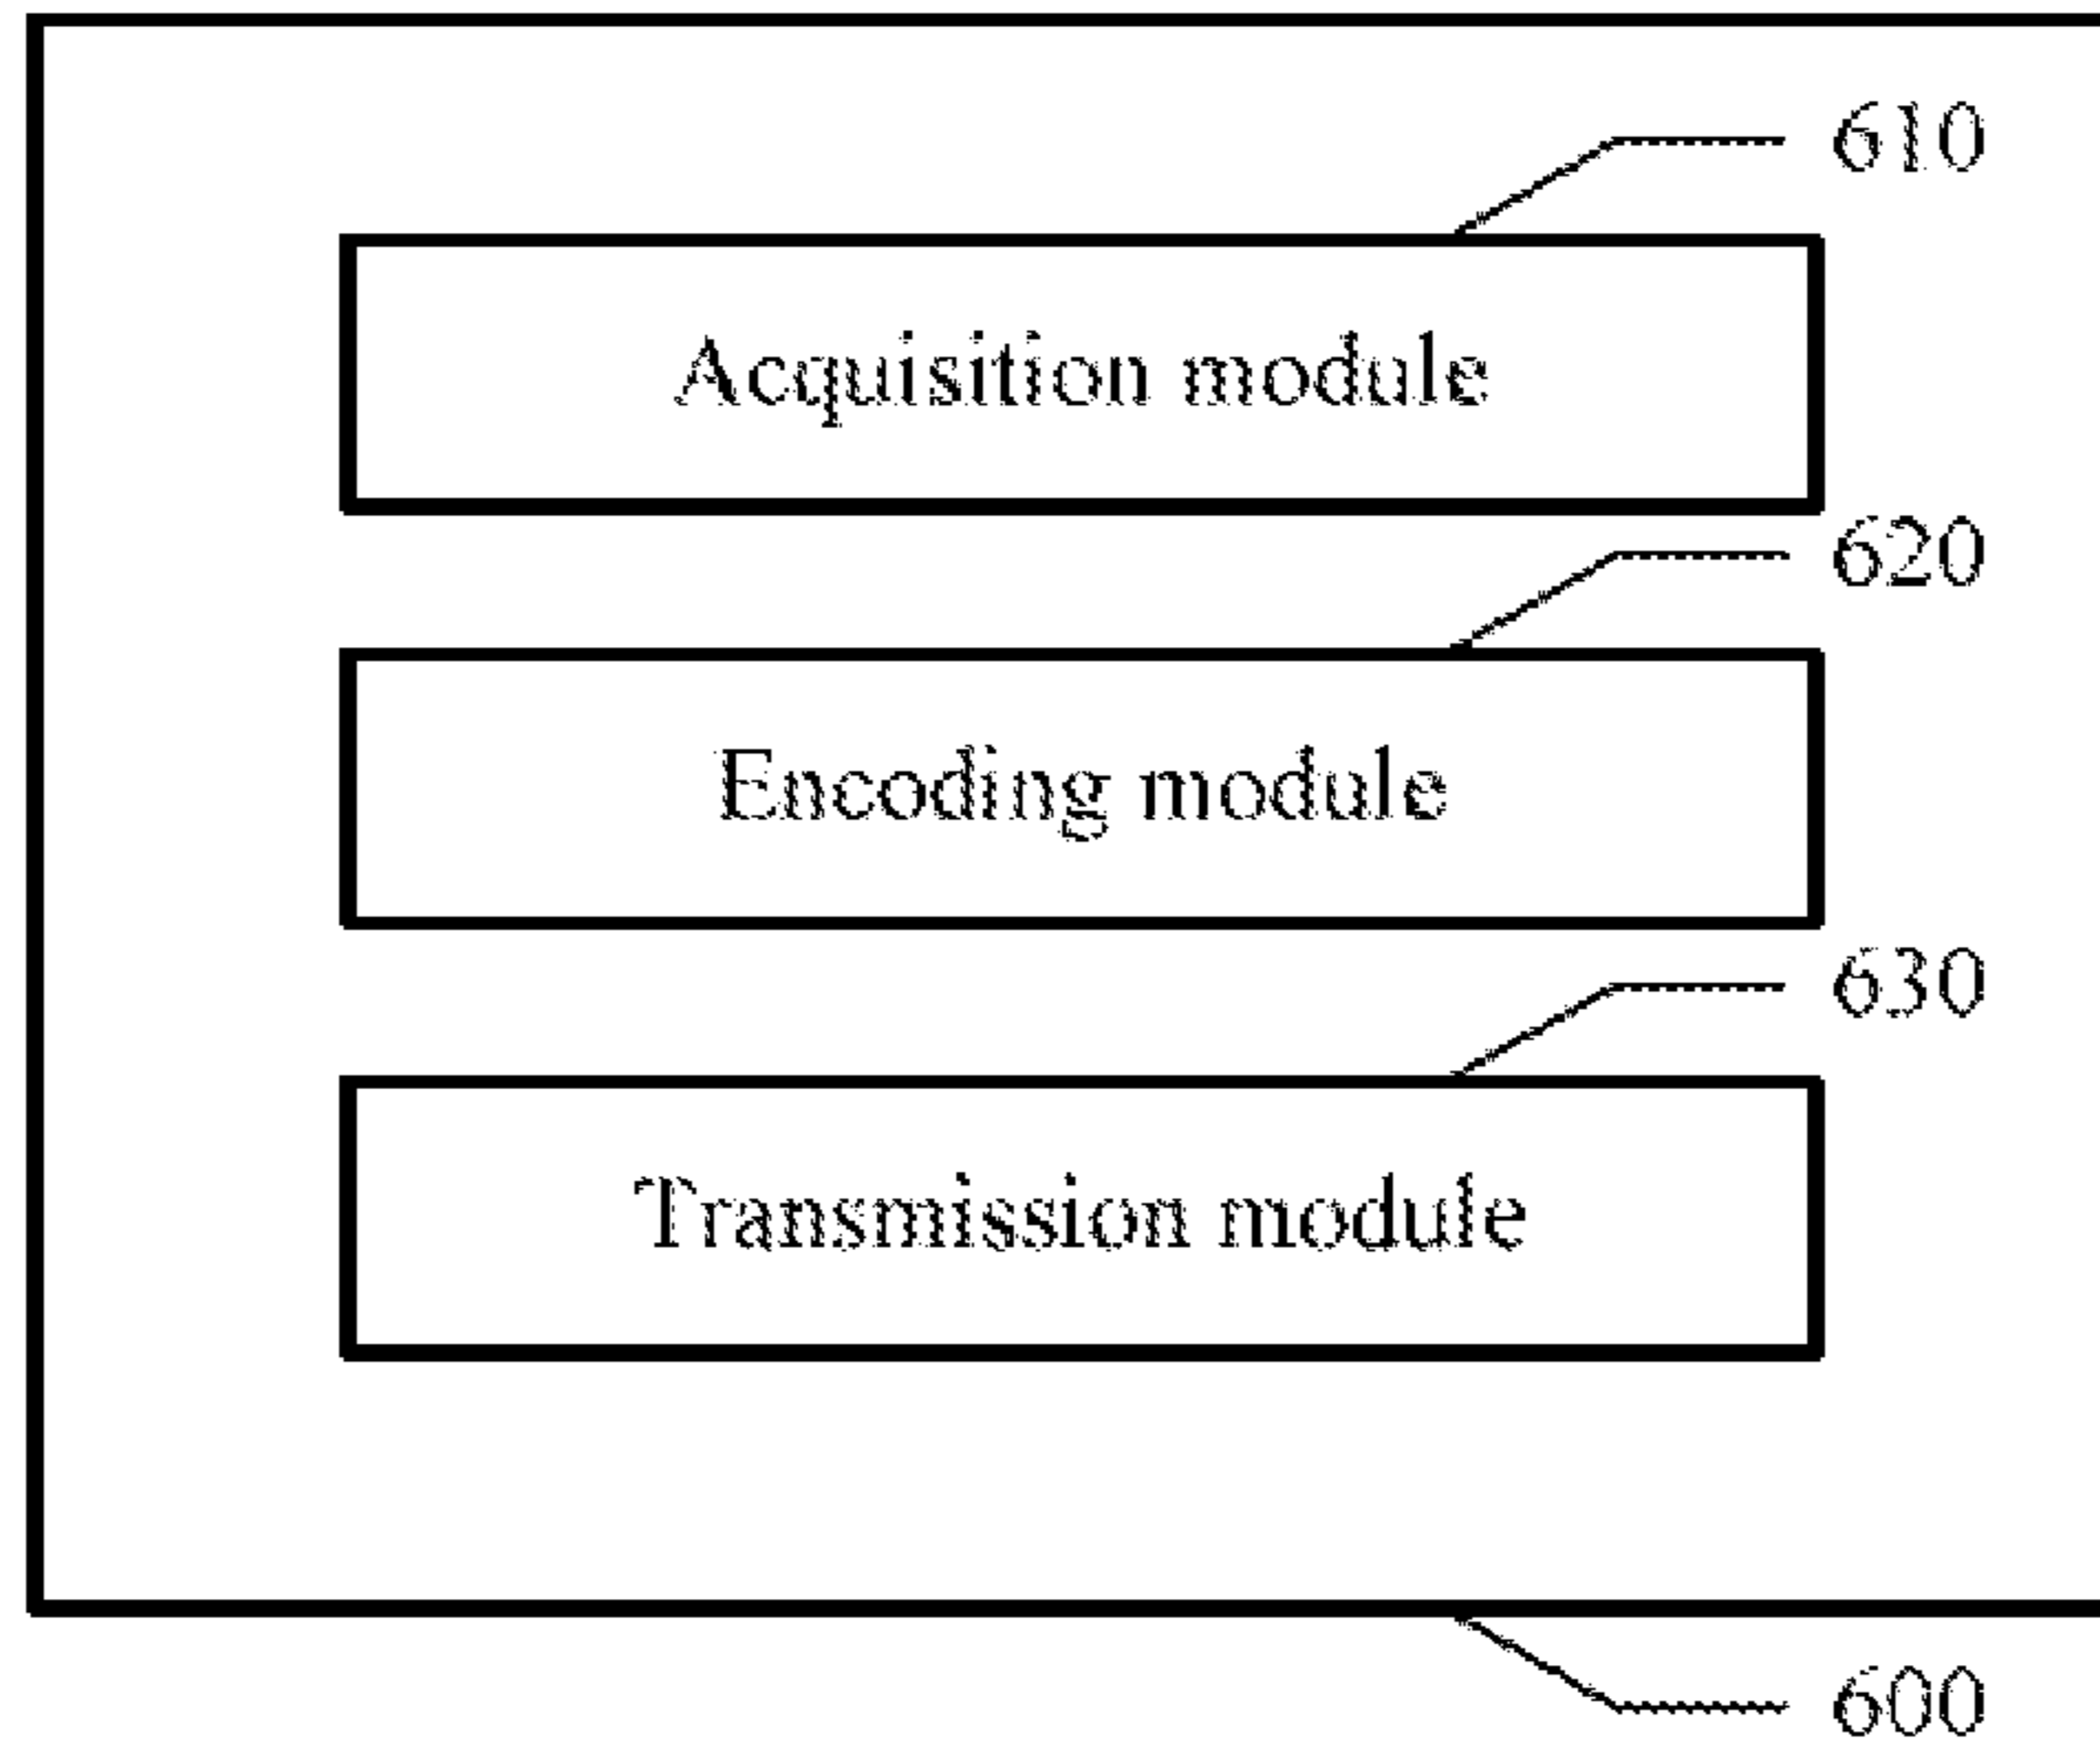 610
Acquisition module
620
Encoding module
630
Transmission module
600